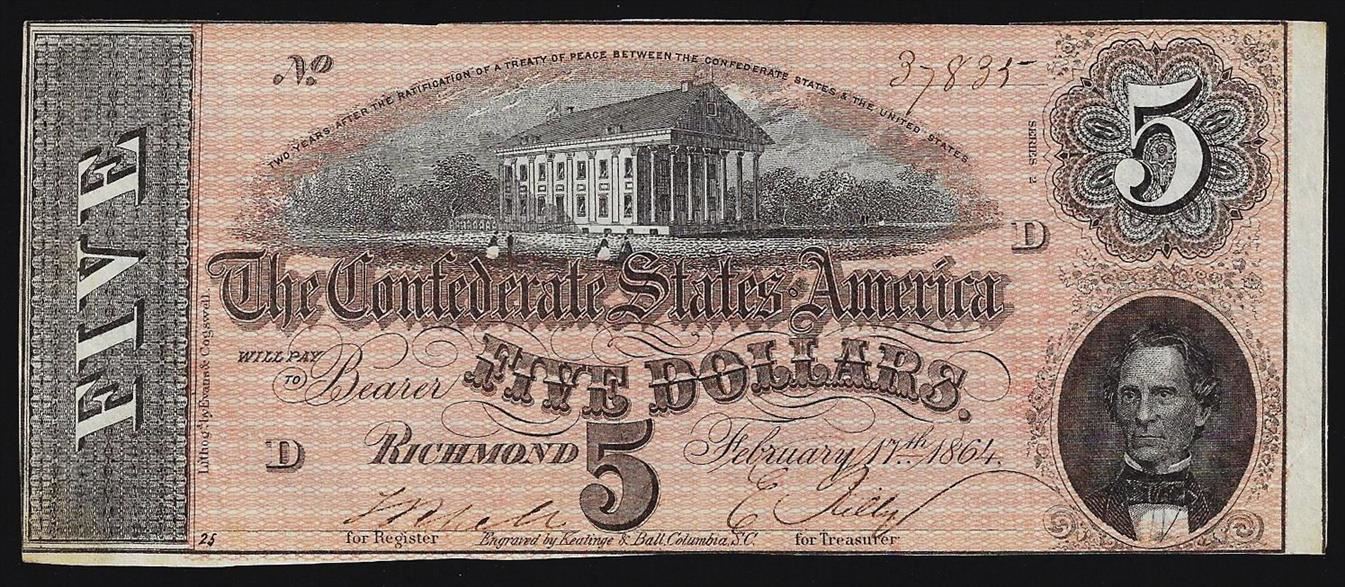 No
37835
TWO YEARS AFTER THE RATIFICATION OF A TREATY OF PEACE BETWEEN THE CONFEDERATE STATES & THE UNITED STATES
SERIES 2
5
FIVE
D
The Confederate States OF America
WILL PAY TO Bearer
FIVE DOLLARS.
Lithog'd by Evans & Cogswell
D
RICHMOND 5 February 17th 1864.
25
for Register
Engraved by Keatinge & Ball, Columbia, S.C.
for Treasurer